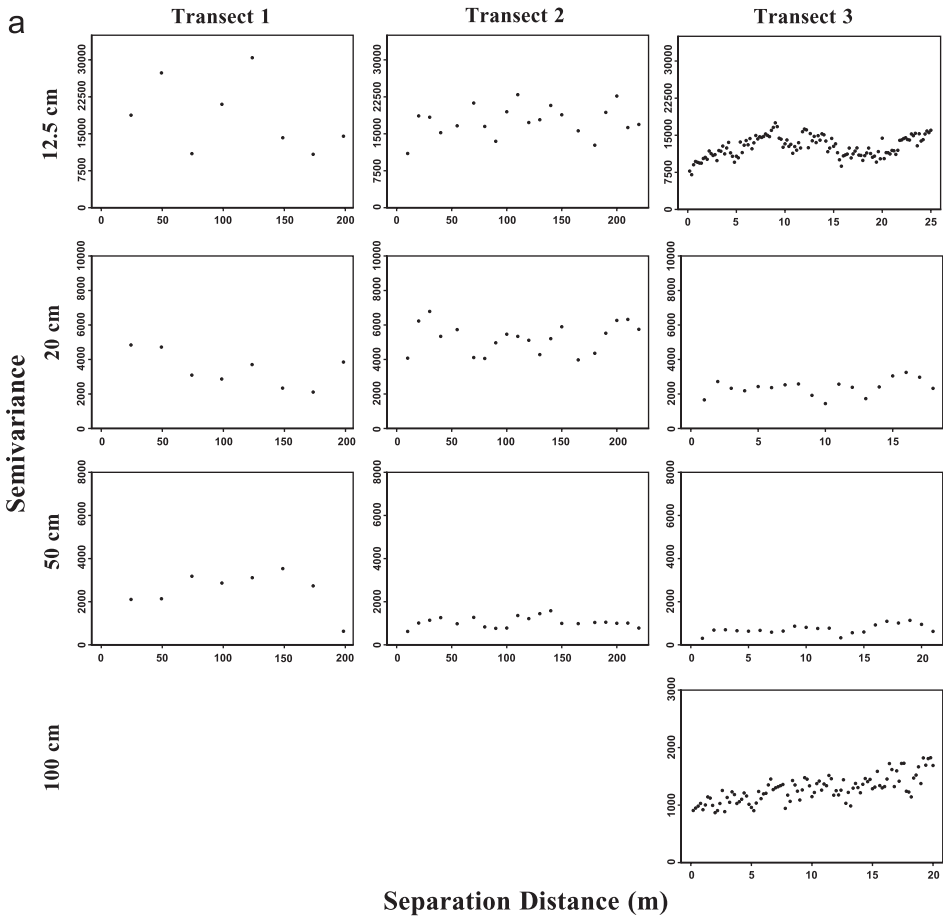 a
Transect 1 Transect 2 Transect 3
Semivariance
12.5 cm
0 7500 15000 22500 30000
0 50 100 150 200
0 7500 15000 22500 30000
0 50 100 150 200
0 7500 15000 22500 30000
0 5 10 15 20 25
20 cm
0 2000 4000 6000 8000 10000
0 50 100 150 200
0 2000 4000 6000 8000 10000
0 50 100 150 200
0 2000 4000 6000 8000 10000
0 5 10 15
50 cm
0 2000 4000 6000 8000
0 50 100 150 200
0 2000 4000 6000 8000
0 50 100 150 200
0 2000 4000 6000 8000
0 5 10 15 20
100 cm
0 1000 2000 3000
0 5 10 15 20
Separation Distance (m)